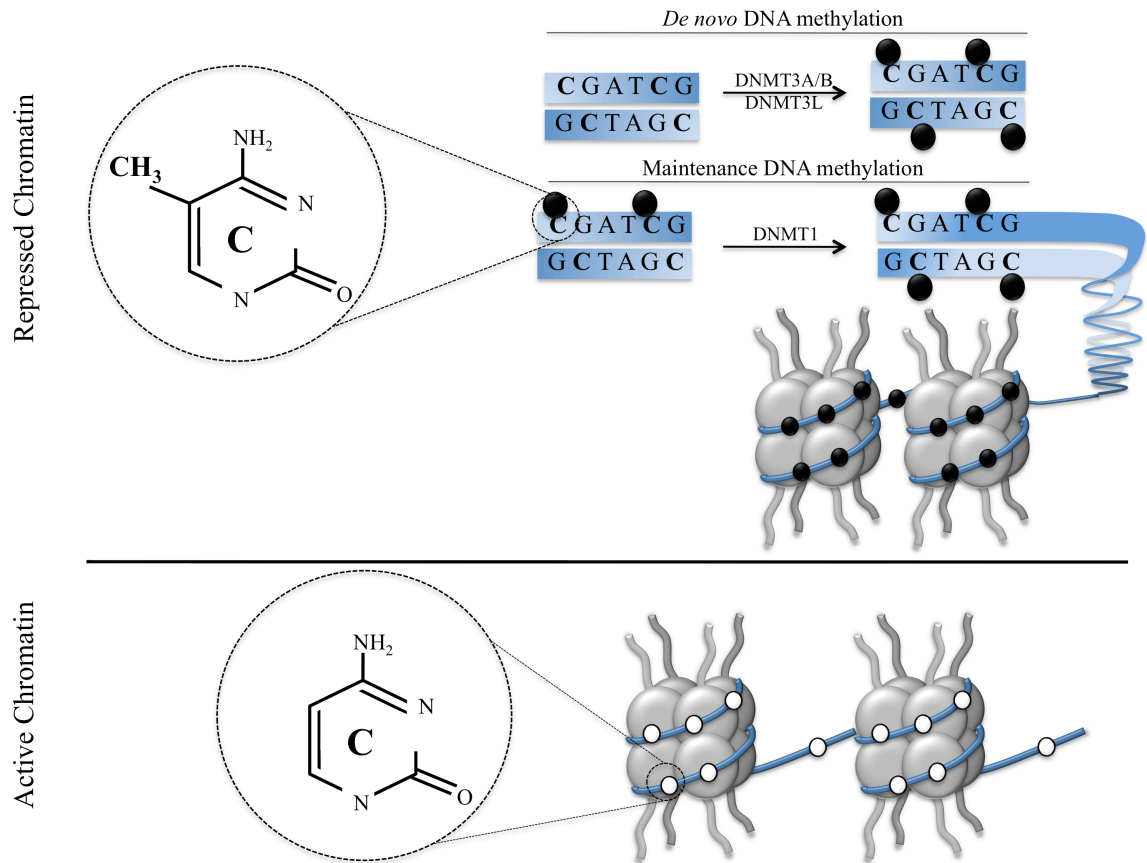 Repressed Chromatin
De novo DNA methylation
CGATCG
GCTAGC
DNMT3A/B
DNMT3L
CGATCG
GCTAGC
Maintenance DNA methylation
CGATCG
GCTAGC
DNMT1
CGATCG
GCTAGC
NH₂
CH₃
N
C
N
O
Active Chromatin
NH₂
N
C
N
O